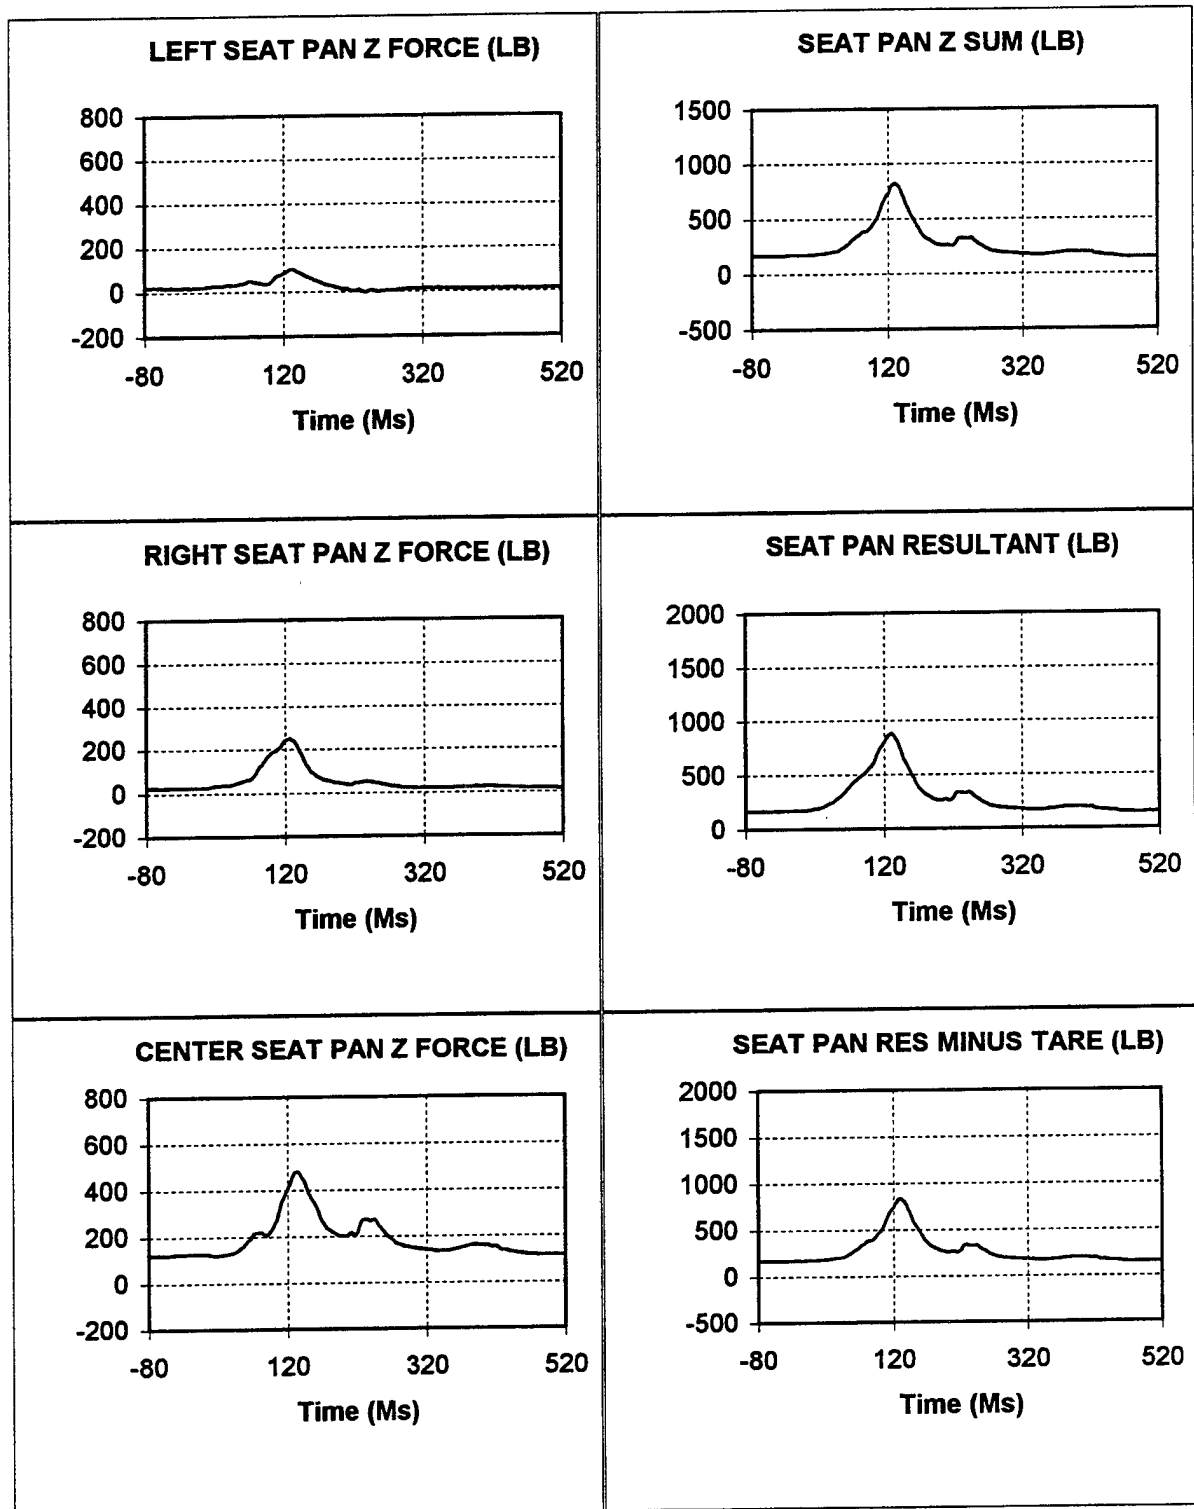 LEFT SEAT PAN Z FORCE (LB)
800
600
400
200
0
-200
-80 120 320 520
Time (Ms)
SEAT PAN Z SUM (LB)
1500
1000
500
0
-500
-80 120 320 520
Time (Ms)
RIGHT SEAT PAN Z FORCE (LB)
800
600
400
200
0
-200
-80 120 320 520
Time (Ms)
SEAT PAN RESULTANT (LB)
2000
1500
1000
500
0
-80 120 320 520
Time (Ms)
CENTER SEAT PAN Z FORCE (LB)
800
600
400
200
0
-200
-80 120 320 520
Time (Ms)
SEAT PAN RES MINUS TARE (LB)
2000
1500
1000
500
0
-500
-80 120 320 520
Time (Ms)